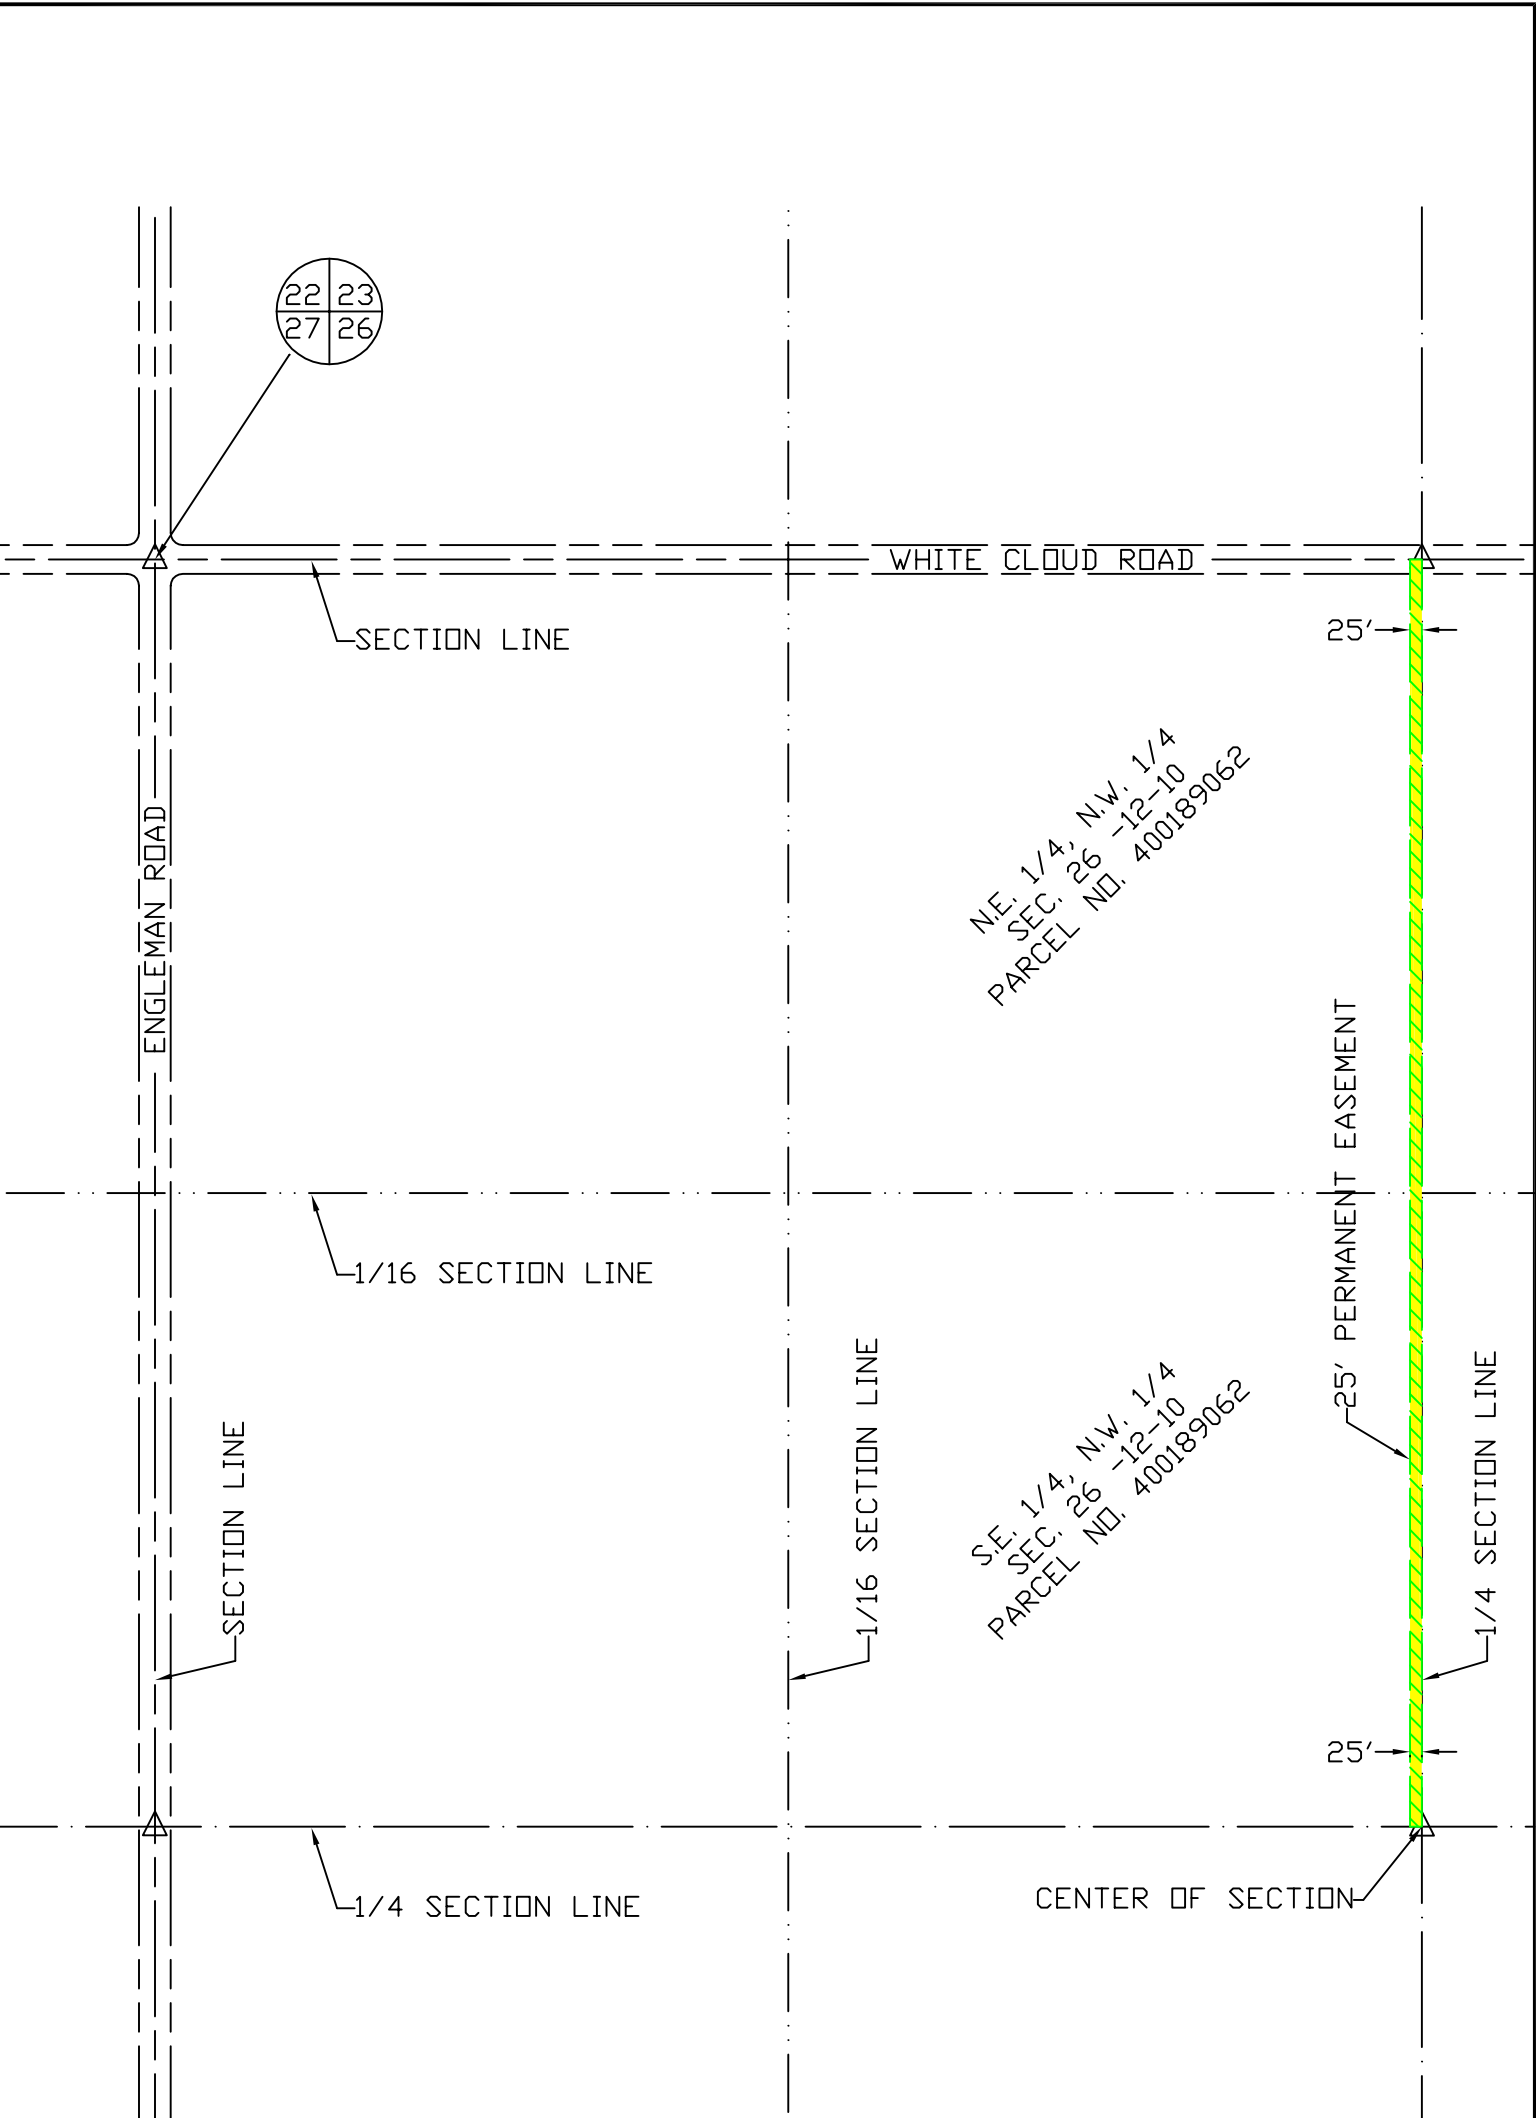 22 23
27 26
WHITE CLOUD ROAD
SECTION LINE
25'
N.E. 1/4, N.W. 1/4
SEC. 26 -12-10
PARCEL NO. 400189062
ENGLEMAN ROAD
25' PERMANENT EASEMENT
1/16 SECTION LINE
SECTION LINE
1/16 SECTION LINE
S.E. 1/4, N.W. 1/4
SEC. 26 -12-10
PARCEL NO. 400189062
1/4 SECTION LINE
25'
1/4 SECTION LINE
CENTER OF SECTION